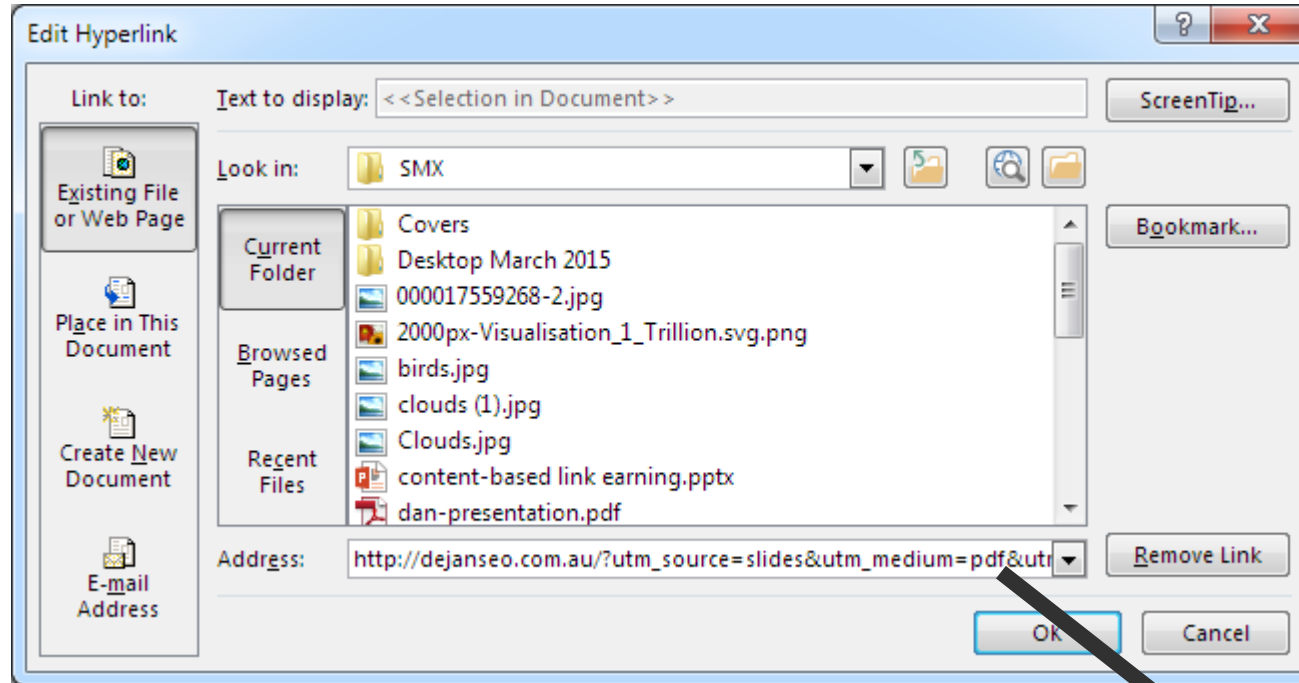 Edit Hyperlink
Link to:
Text to display: <<Selection in Document>>
ScreenTip...
Existing File
or Web Page
Look in: SMX
Current
Folder
Covers
Desktop March 2015
000017559268-2.jpg
2000px-Visualisation_1_Trillion.svg.png
birds.jpg
clouds (1).jpg
Clouds.jpg
content-based link earning.pptx
dan-presentation.pdf
Bookmark...
Place in This
Document
Browsed
Pages
Create New
Document
Recent
Files
E-mail
Address
Address: http://dejanseo.com.au/?utm_source=slides&utm_medium=pdf&utr
Remove Link
OK
Cancel